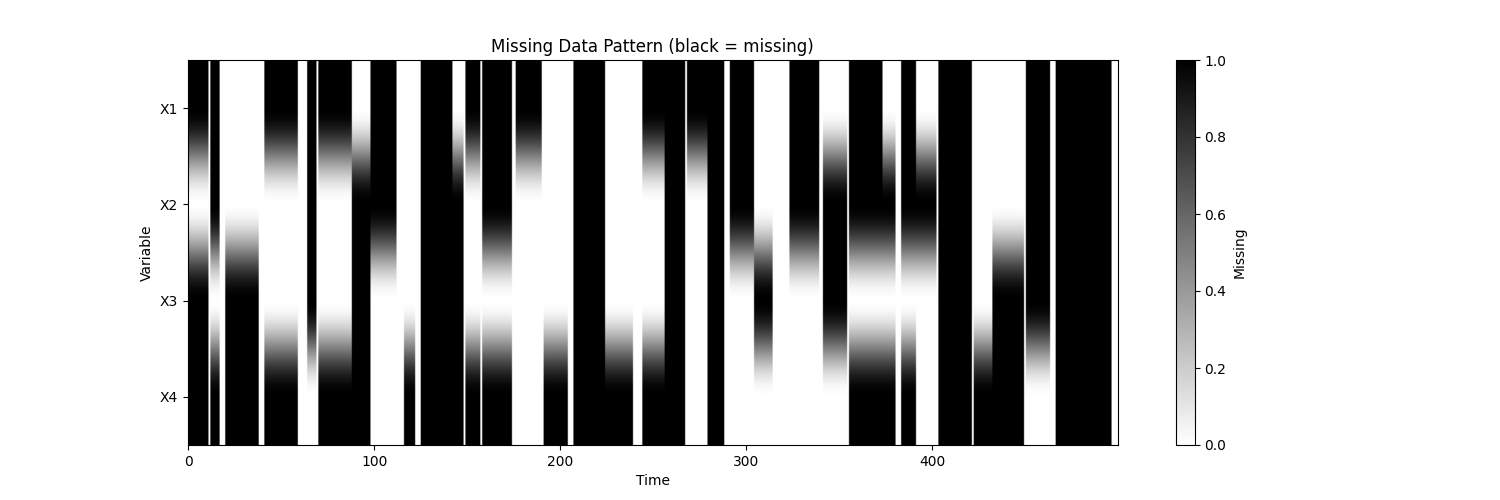 Missing Data Pattern (black = missing)
X1
X2
X3
X4
Variable
0 100 200 300 400
Time
1.0
0.8
0.6
0.4
0.2
0.0
Missing